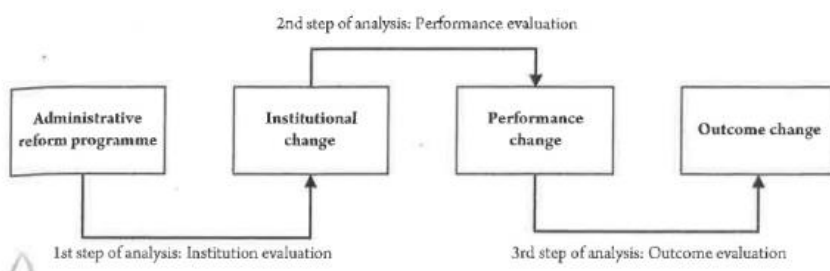 2nd step of analysis: Performance evaluation
Administrative
reform programme
Institutional
change
Performance
change
Outcome change
1st step of analysis: Institution evaluation
3rd step of analysis: Outcome evaluation